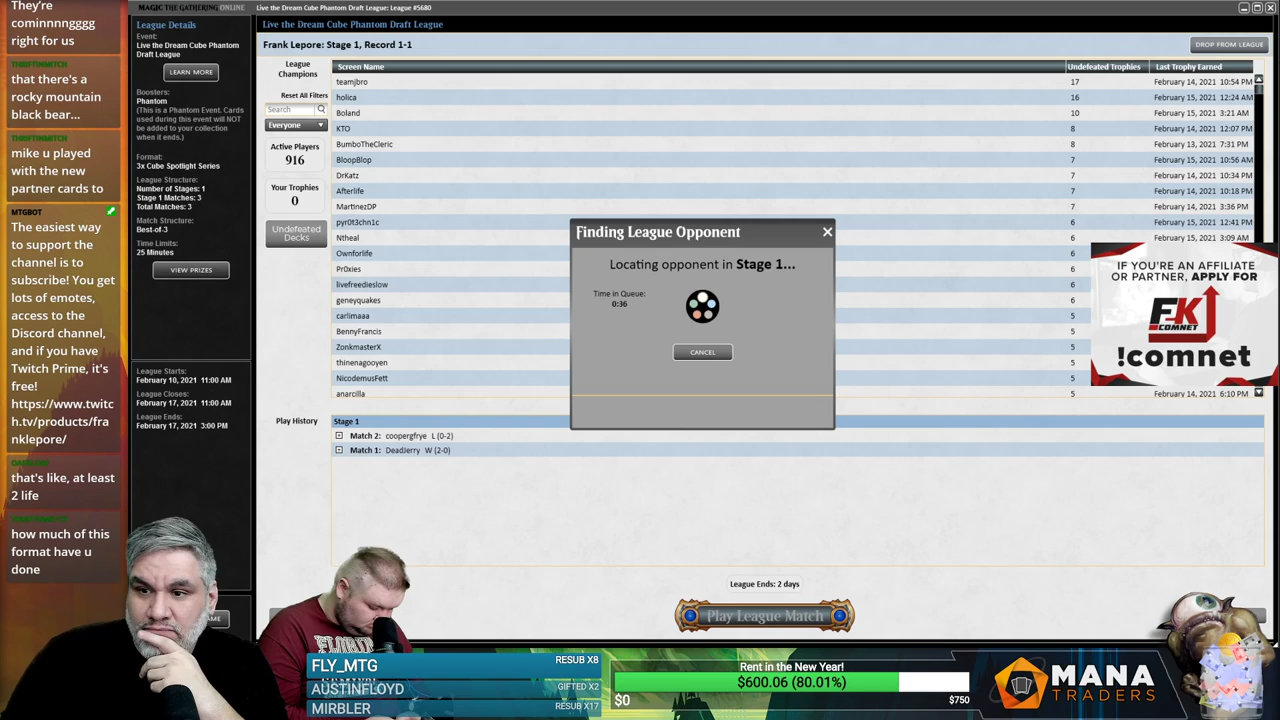 They're
cominnnngggg
right for us
THRIFTINMITCH
that there's a
rocky mountain
black bear...
THRIFTINMITCH
mike u played
with the new
partner cards to
MTGBOT
The easiest way
to support the
channel is to
subscribe! You get
lots of emotes,
access to the
Discord channel,
and if you have
Twitch Prime, it's
free!
https://www.twitc
h.tv/products/fra
nklepore/
that's like, at least
2 life
how much of this
format have u
done
MAGIC THE GATHERING ONLINE
Live the Dream Cube Phantom Draft League: League #5680
League Details
Event:
Live the Dream Cube Phantom
Draft League
LEARN MORE
Boosters:
Phantom
(This is a Phantom Event. Cards
used during this event will NOT
be added to your collection
when it ends.)
Format:
3x Cube Spotlight Series
League Structure:
Number of Stages: 1
Stage 1 Matches: 3
Total Matches: 3
Match Structure:
Best-of-3
Time Limits:
25 Minutes
VIEW PRIZES
League Starts:
February 10, 2021 11:00 AM
League Closes:
February 17, 2021 11:00 AM
League Ends:
February 17, 2021 3:00 PM
Live the Dream Cube Phantom Draft League
Frank Lepore: Stage 1, Record 1-1
DROP FROM LEAGUE
League
Champions
Reset All Filters
Search
Everyone
Active Players
916
Your Trophies
0
Undefeated
Decks
Screen Name Undefeated Trophies Last Trophy Earned
teamjbro 17 February 14, 2021 10:54 PM
holica 16 February 15, 2021 12:24 AM
Boland 10 February 15, 2021 3:21 AM
KTO 8 February 14, 2021 12:07 PM
BumboTheCleric 8 February 13, 2021 7:31 PM
BloopBlop 7 February 15, 2021 10:56 AM
DrKatz 7 February 14, 2021 10:34 PM
Afterlife 7 February 14, 2021 10:18 PM
MartinezDP 7 February 14, 2021 3:36 PM
pyr0t3chn1c 6 February 15, 2021 12:41 PM
Ntheal 6 February 15, 2021 3:09 AM
Ownforlife 6
Pr0xies 6
livefreedieslow 6
geneyquakes 6
carlimaaa 5
BennyFrancis 5
ZonkmasterX 5
thinenagooyen 5
NicodemusFett 5
anarcilla 5 February 14, 2021 6:10 PM
Finding League Opponent
Locating opponent in Stage 1...
Time in Queue:
0:36
CANCEL
IF YOU'RE AN AFFILIATE
OR PARTNER, APPLY FOR
F2K
.COMNET
!comnet
Play History
Stage 1
Match 2: coopergfrye L (0-2)
Match 1: DeadJerry W (2-0)
League Ends: 2 days
Play League Match
FLY_MTG RESUB X8
AUSTINFLOYD GIFTED X2
MIRBLER RESUB X17
Rent in the New Year!
$600.06 (80.01%)
$0 $750
MANA
TRADERS